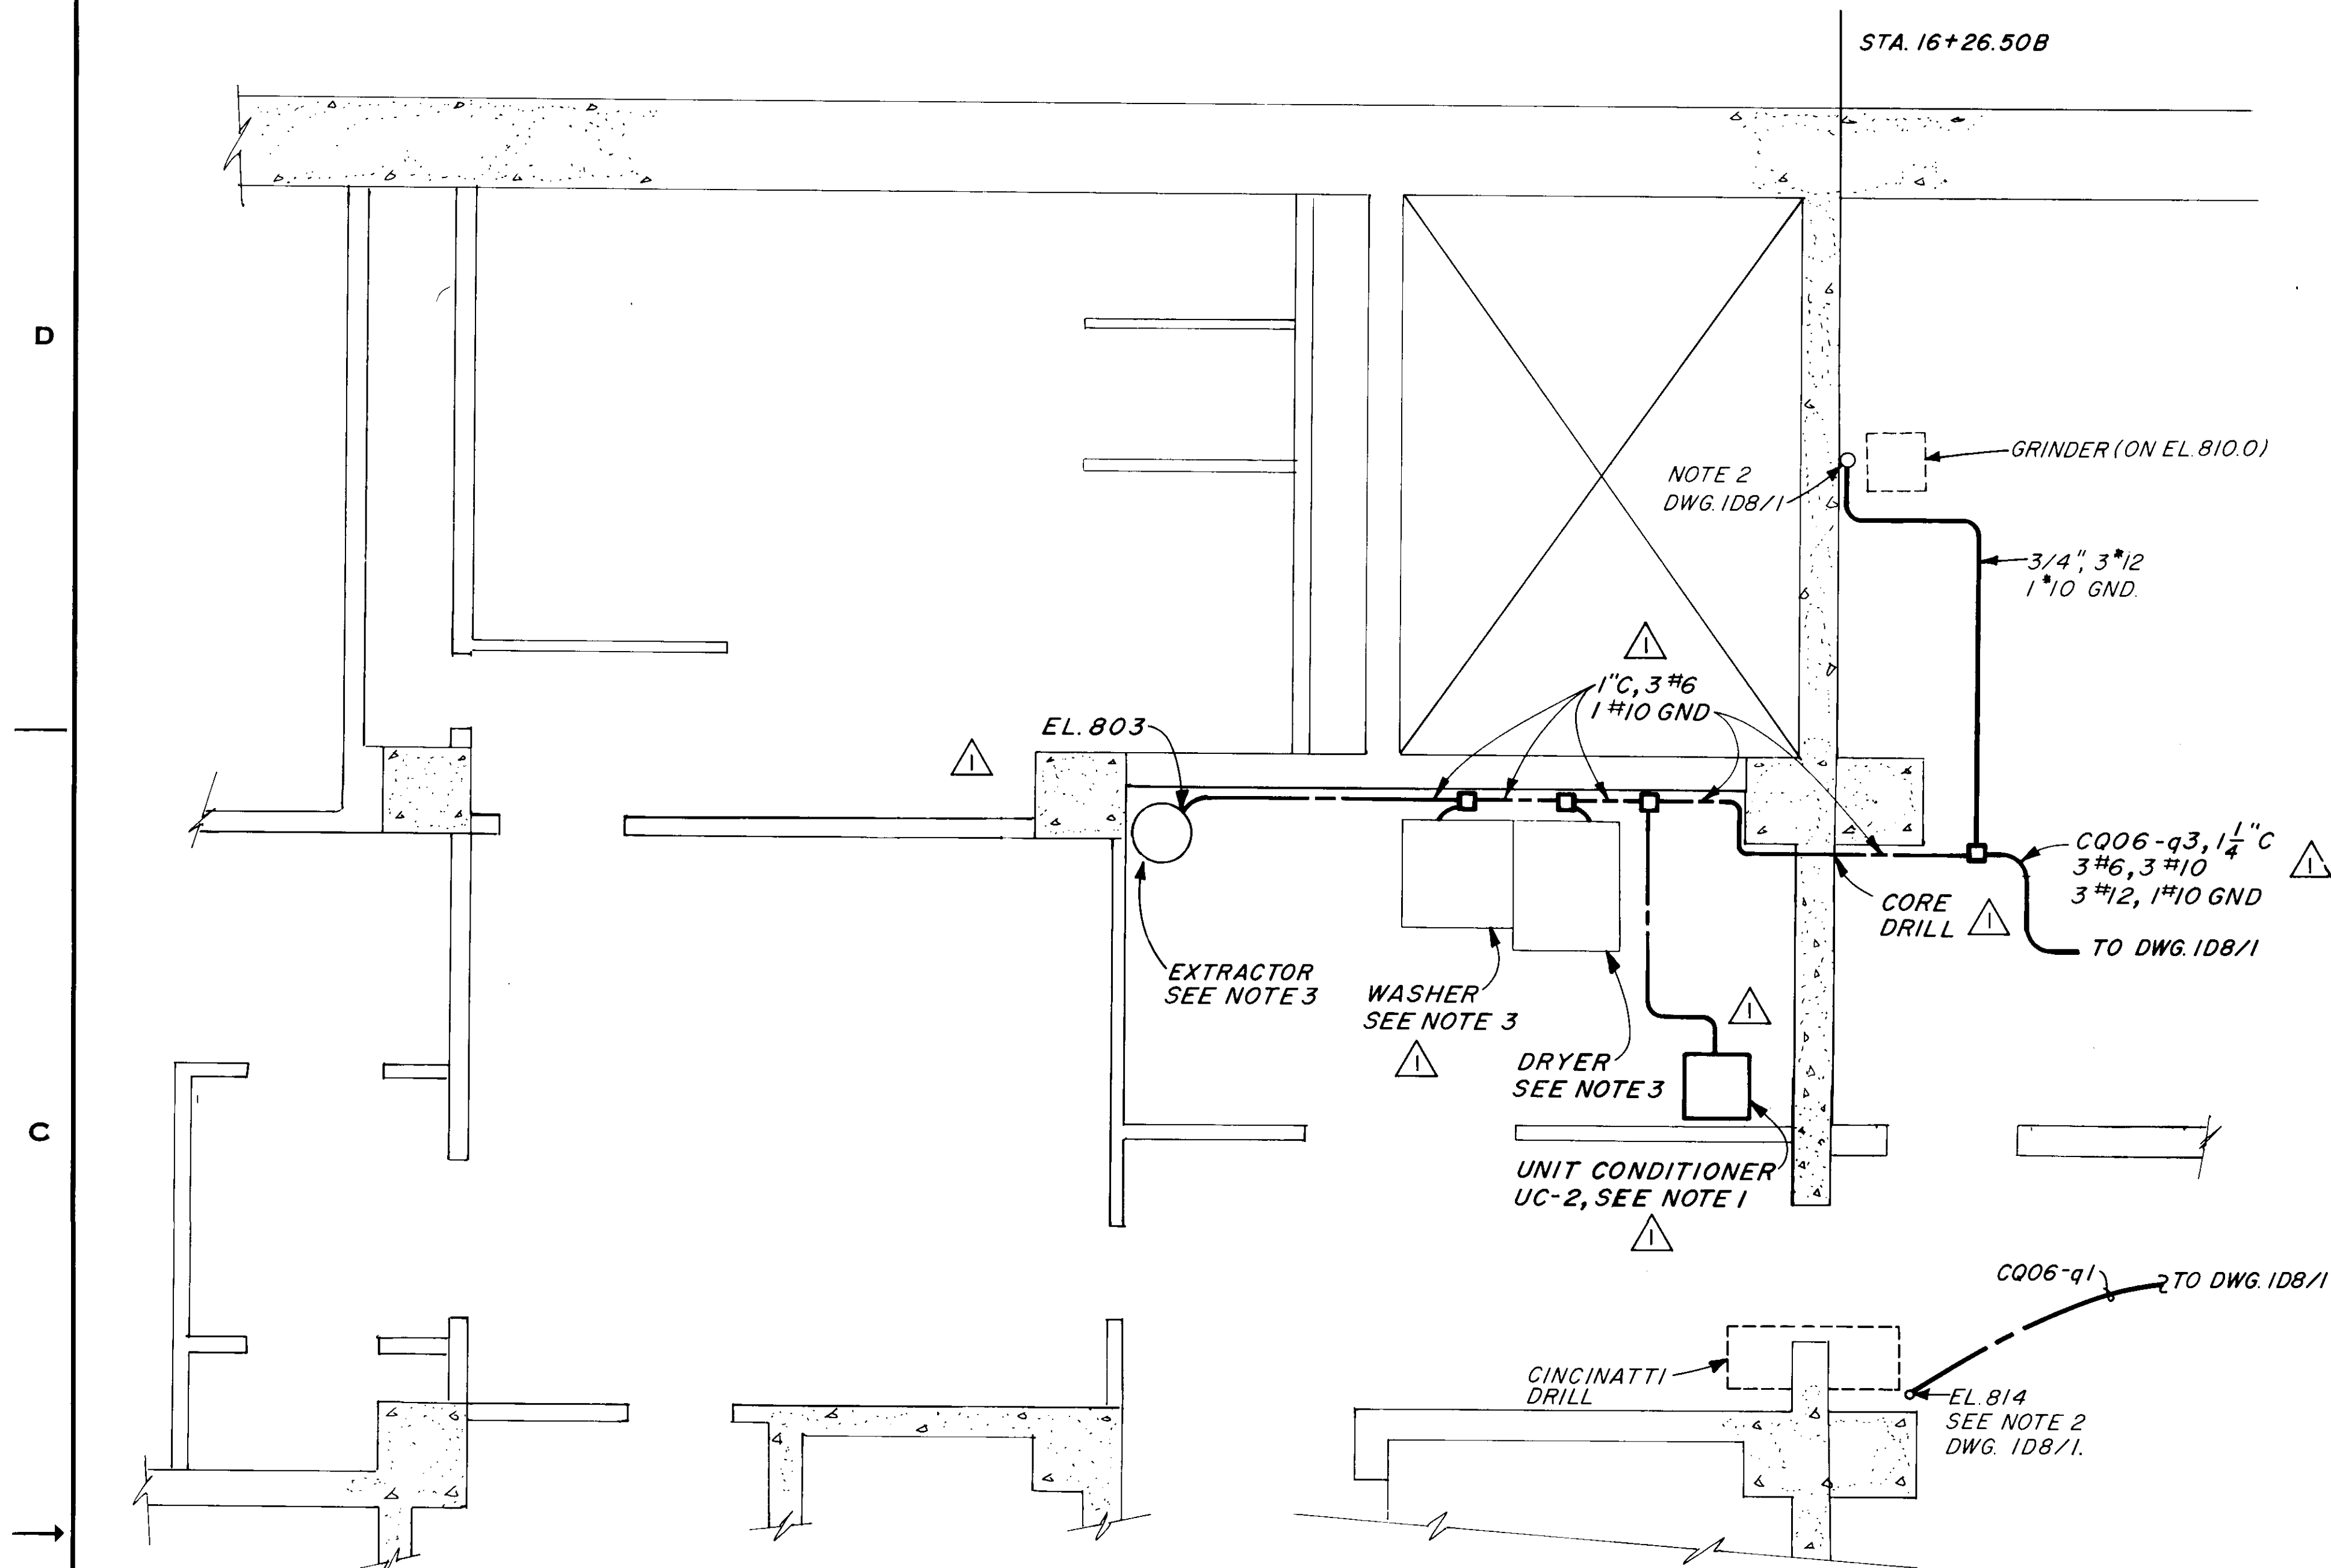 STA. 16+26.50B
D
GRINDER (ON EL. 810.0)
NOTE 2
DWG. 1D8/1
3/4", 3#12
1#10 GND.
1
1"C, 3#6
1#10 GND
EL. 803
1
CQ06-q3, 1 1/4"C
3#6, 3#10
3#12, 1#10 GND
1
CORE
DRILL
1
TO DWG. 1D8/1
EXTRACTOR
SEE NOTE 3
WASHER
SEE NOTE 3
1
DRYER
SEE NOTE 3
1
C
UNIT CONDITIONER
UC-2, SEE NOTE 1
1
CQ06-q1
TO DWG. 1D8/1
CINCINATTI
DRILL
EL. 814
SEE NOTE 2
DWG. 1D8/1.